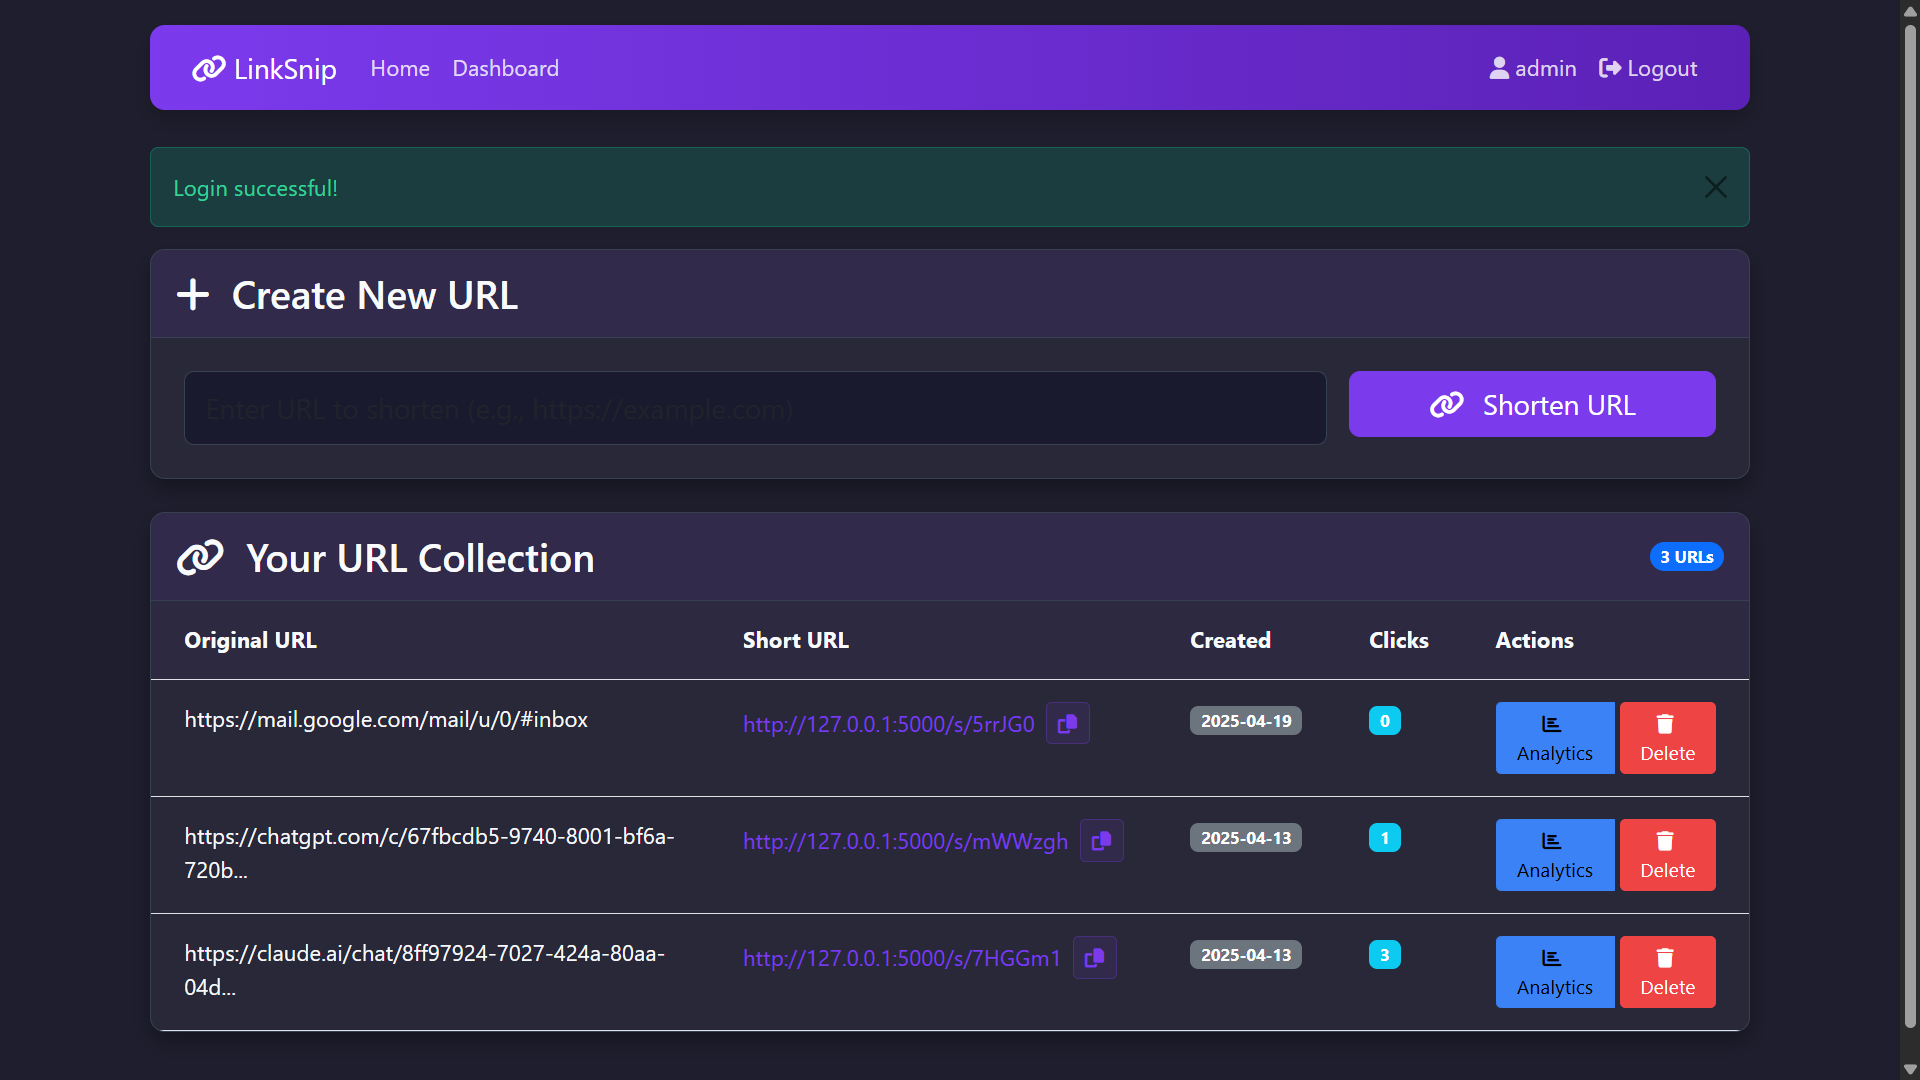 LinkSnip Home Dashboard admin Logout
Login successful!
Create New URL
Enter URL to shorten (e.g., https://example.com)
Shorten URL
Your URL Collection
3 URLs
Original URL Short URL Created Clicks Actions
https://mail.google.com/mail/u/0/#inbox http://127.0.0.1:5000/s/5rrJG0 2025-04-19 0 Analytics Delete
https://chatgpt.com/c/67fbcdb5-9740-8001-bf6a-
720b...
http://127.0.0.1:5000/s/mWWzgh 2025-04-13 1 Analytics Delete
https://claude.ai/chat/8ff97924-7027-424a-80aa-
04d...
http://127.0.0.1:5000/s/7HGGm1 2025-04-13 3 Analytics Delete